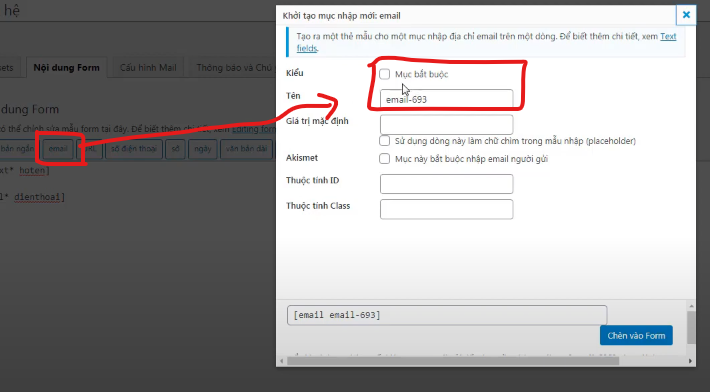 hệ
Khởi tạo mục nhập mới: email
Tạo ra một thẻ mẫu cho một mục nhập địa chỉ email trên một dòng. Để biết thêm chi tiết, xem Text
fields.
ets
Nội dung Form
Cấu hình Mail
Thông báo và Chú
Kiểu
Mục bắt buộc
Tên
email-693
dung Form
Giá trị mặc định
có thể chỉnh sửa mẫu form tại đây. Để biết thêm chi tiết, xem Editing form
Sử dụng dòng này làm chữ chìm trong mẫu nhập (placeholder)
bản ngắn
email
URL
số điện thoại
số
ngày
văn bản dài
Akismet
Mục này bắt buộc nhập email người gửi
xt* hoten]
Thuộc tính ID
l* dienthoai]
Thuộc tính Class
[email email-693]
Chèn vào Form